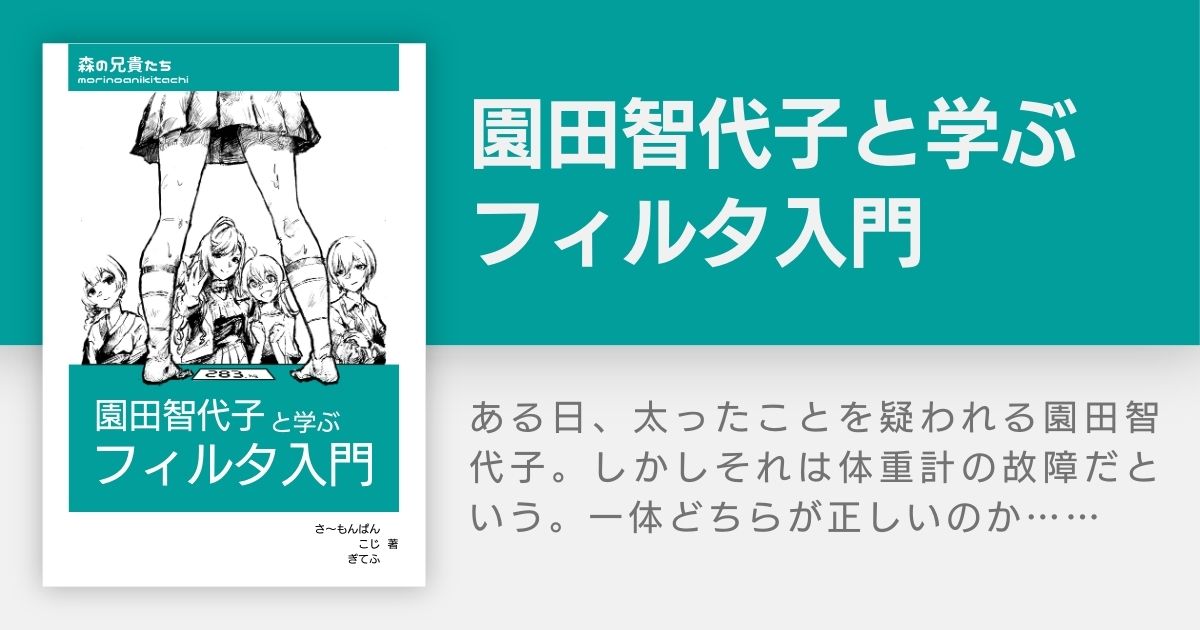 森の兄貴たち
morinoanikitachi
283.
園田智代子と学ぶ
フィルタ入門
さ～もんぱん
こじ 著
ぎてふ
園田智代子と学ぶ
フィルタ入門
ある日、太ったことを疑われる園田智
代子。しかしそれは体重計の故障だと
いう。一体どちらが正しいのか……